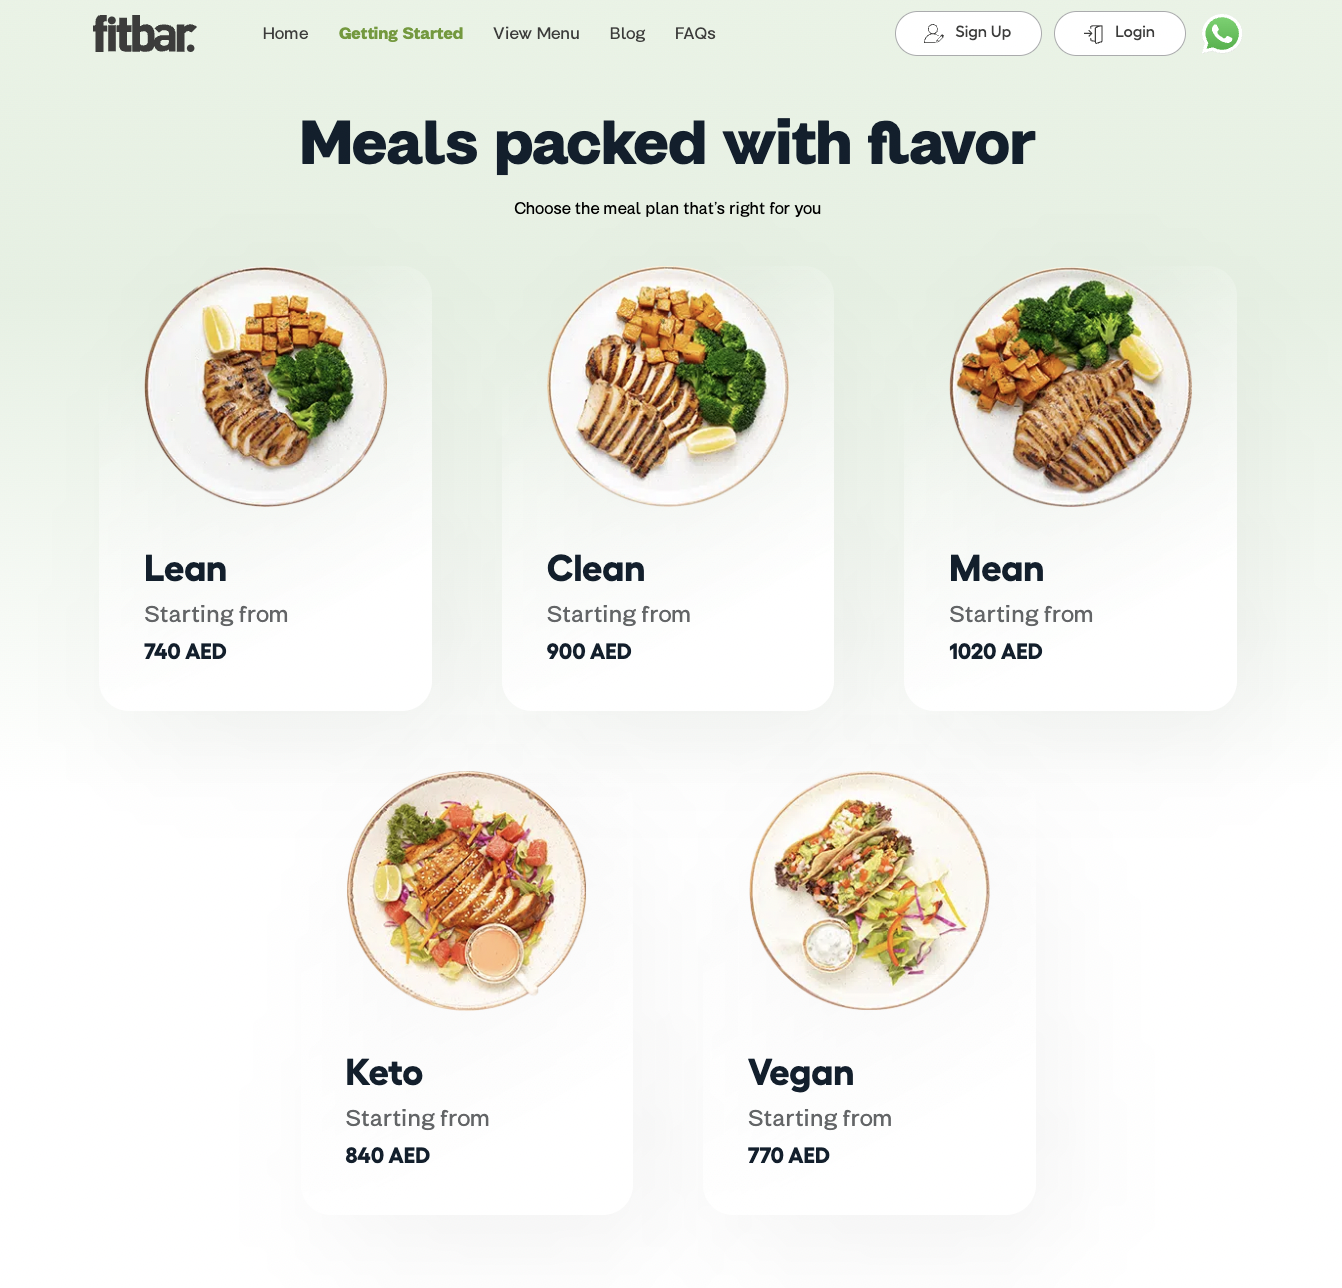 fitbar.
Home Getting Started View Menu Blog FAQs
Sign Up Login
Meals packed with flavor
Choose the meal plan that's right for you
Lean
Starting from
740 AED
Clean
Starting from
900 AED
Mean
Starting from
1020 AED
Keto
Starting from
840 AED
Vegan
Starting from
770 AED